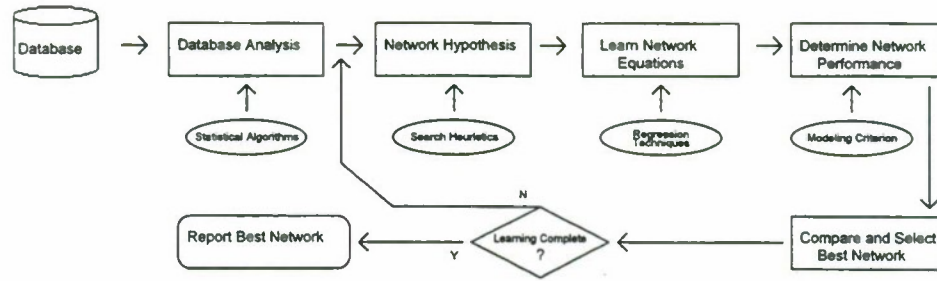 Database
Database Analysis
Network Hypothesis
Learn Network
Equations
Determine Network
Performance
Statistical Algorithms
Search Heuristics
Regression
Techniques
Modeling Criterion
N
Report Best Network
Y
Learning Complete
?
Compare and Select
Best Network